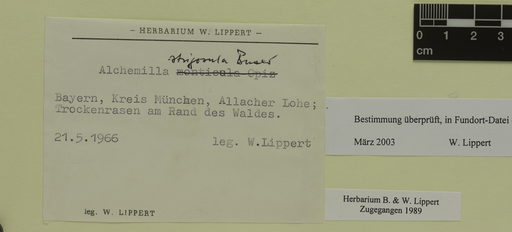 - HERBARIUM W. LIPPERT -
strigosula Buser
Alchemilla monticola Opiz
Bayern, Kreis München, Allacher Lohe;
Trockenrasen am Rand des Waldes.
21.5.1966 leg. W.Lippert
leg. W. LIPPERT
0 1 2 3
cm
Bestimmung überprüft, in Fundort-Datei
März 2003 W. Lippert
Herbarium B. & W. Lippert
Zugegangen 1989